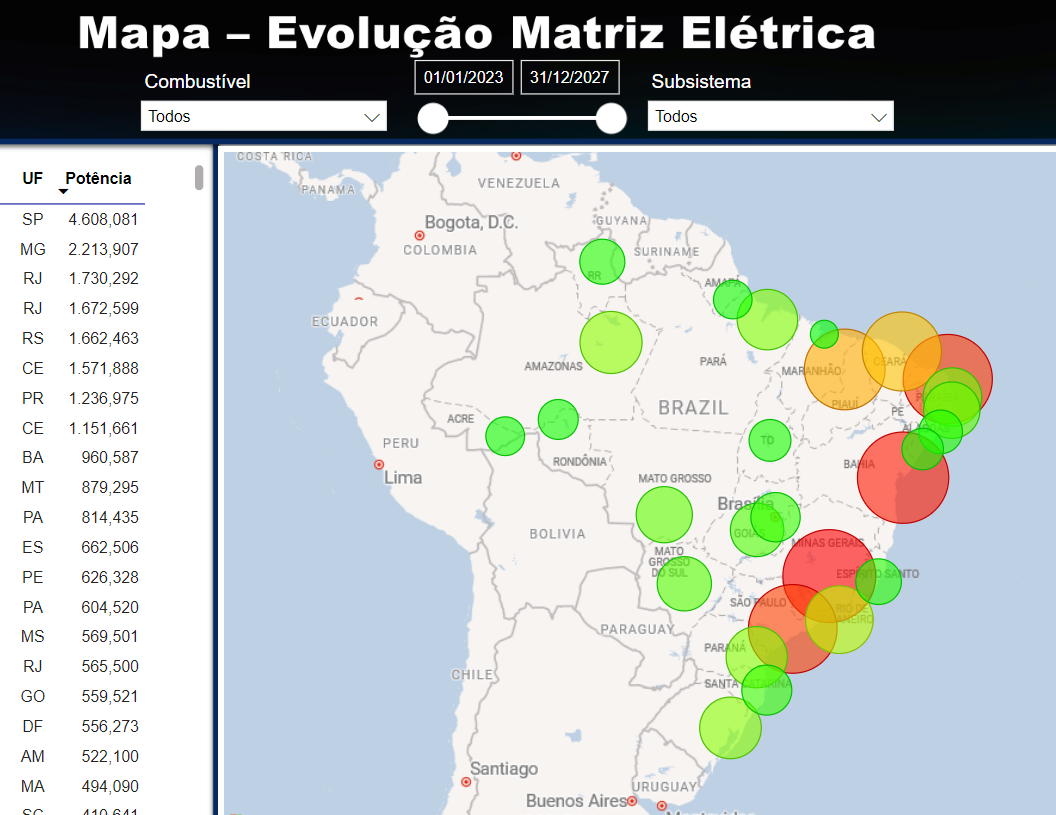 Mapa – Evolução Matriz Elétrica
Combustível
01/01/2023
31/12/2027
Subsistema
Todos
Todos
UF Potência
SP 4.608,081
MG 2.213,907
RJ 1.730,292
RJ 1.672,599
RS 1.662,463
CE 1.571,888
PR 1.236,975
CE 1.151,661
BA 960,587
MT 879,295
PA 814,435
ES 662,506
PE 626,328
PA 604,520
MS 569,501
RJ 565,500
GO 559,521
DF 556,273
AM 522,100
MA 494,090
SC 410,641
COSTA RICA
PANAMA
VENEZUELA
Bogota, D.C.
COLOMBIA
GUYANA
SURINAME
RR
AMAPÁ
ECUADOR
AMAZONAS
PARÁ
MARANHÃO
CEARÁ
PIAUÍ
BRAZIL
PE
ALAGOAS
ACRE
PERU
TO
RONDÔNIA
BAHIA
Lima
MATO GROSSO
Brasília
GOIÁS
BOLIVIA
MINAS GERAIS
MATO
GROSSO
DO SUL
ESPÍRITO SANTO
SÃO PAULO
RIO DE
JANEIRO
PARAGUAY
PARANÁ
CHILE
SANTA CATARINA
Santiago
URUGUAY
Buenos Aires
Montevideo